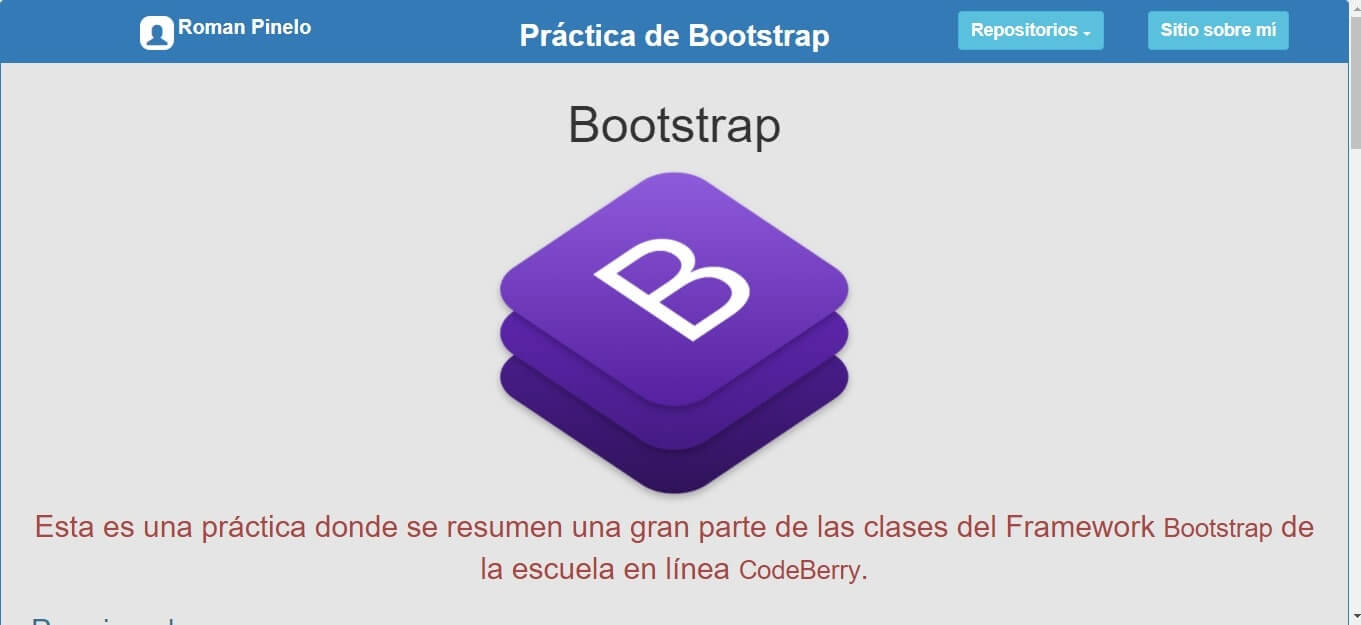 Roman Pinelo
Práctica de Bootstrap
Repositorios
Sitio sobre mí
Bootstrap
B
Esta es una práctica donde se resumen una gran parte de las clases del Framework Bootstrap de
la escuela en línea CodeBerry.